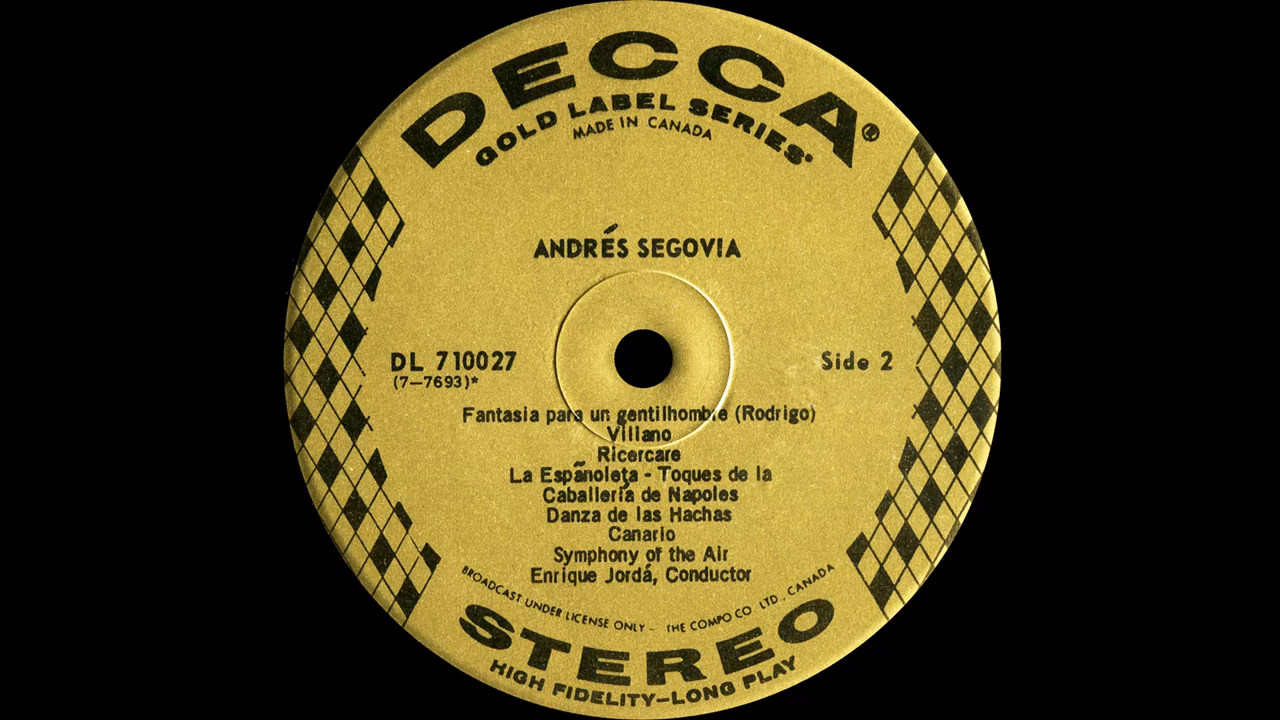 DECCA®
GOLD LABEL SERIES
MADE IN CANADA
ANDRÉS SEGOVIA
DL 710027
(7—7693)*
Side 2
Fantasia para un gentilhombre (Rodrigo)
Villano
Ricercare
La Españoleta - Toques de la
Caballería de Napoles
Danza de las Hachas
Canario
Symphony of the Air
Enrique Jordá, Conductor
BROADCAST UNDER LICENSE ONLY - THE COMPO CO. LTD., CANADA
STEREO
HIGH FIDELITY—LONG PLAY